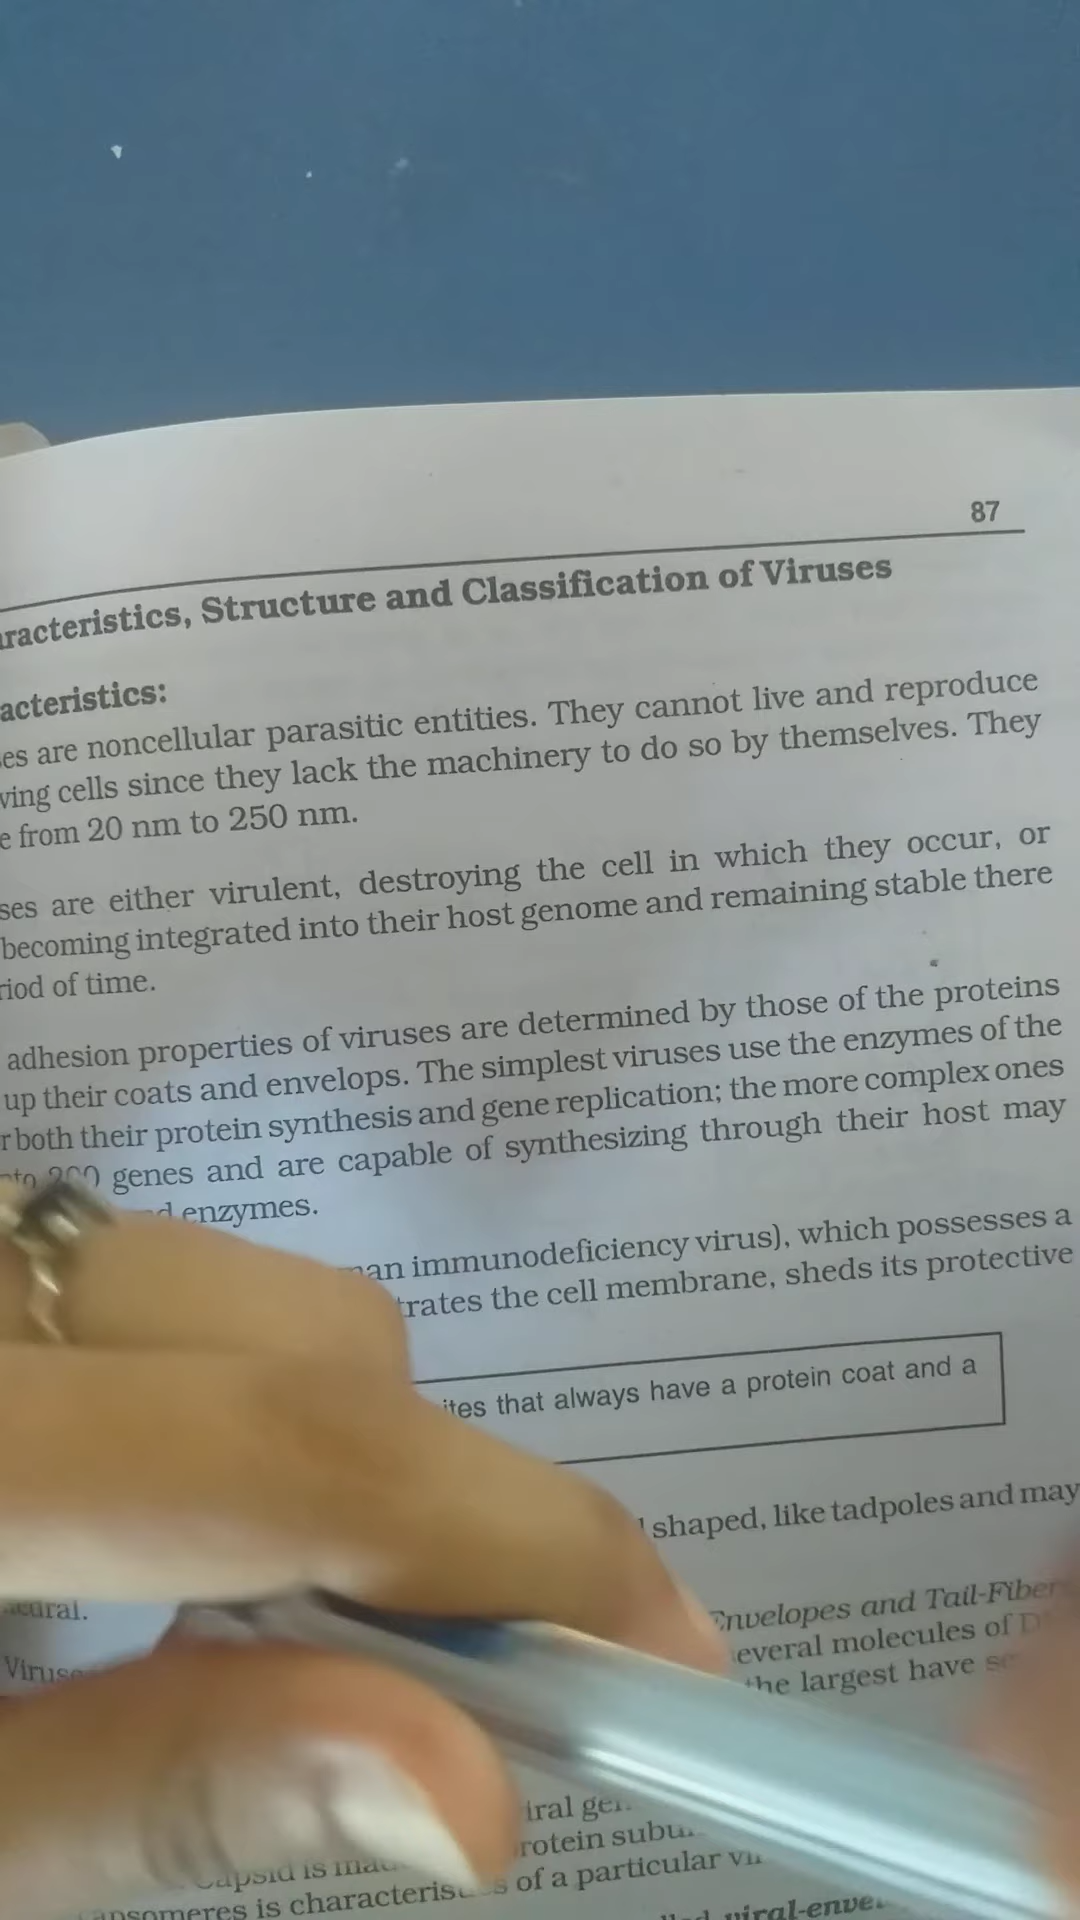 87
racteristics, Structure and Classification of Viruses
acteristics:
es are noncellular parasitic entities. They cannot live and reproduce
ving cells since they lack the machinery to do so by themselves. They
e from 20 nm to 250 nm.
ses are either virulent, destroying the cell in which they occur, or
becoming integrated into their host genome and remaining stable there
riod of time.
adhesion properties of viruses are determined by those of the proteins
up their coats and envelops. The simplest viruses use the enzymes of the
r both their protein synthesis and gene replication; the more complex ones
genes and are capable of synthesizing through their host may
enzymes.
an immunodeficiency virus), which possesses a
trates the cell membrane, sheds its protective
ites that always have a protein coat and a
shaped, like tadpoles and may
Envelopes and Tail-Fiber
everal molecules of D
the largest have se
Viruse
iral ge
rotein subu
Capsid is ma
apsomeres is characteris s of a particular vi
viral-enve